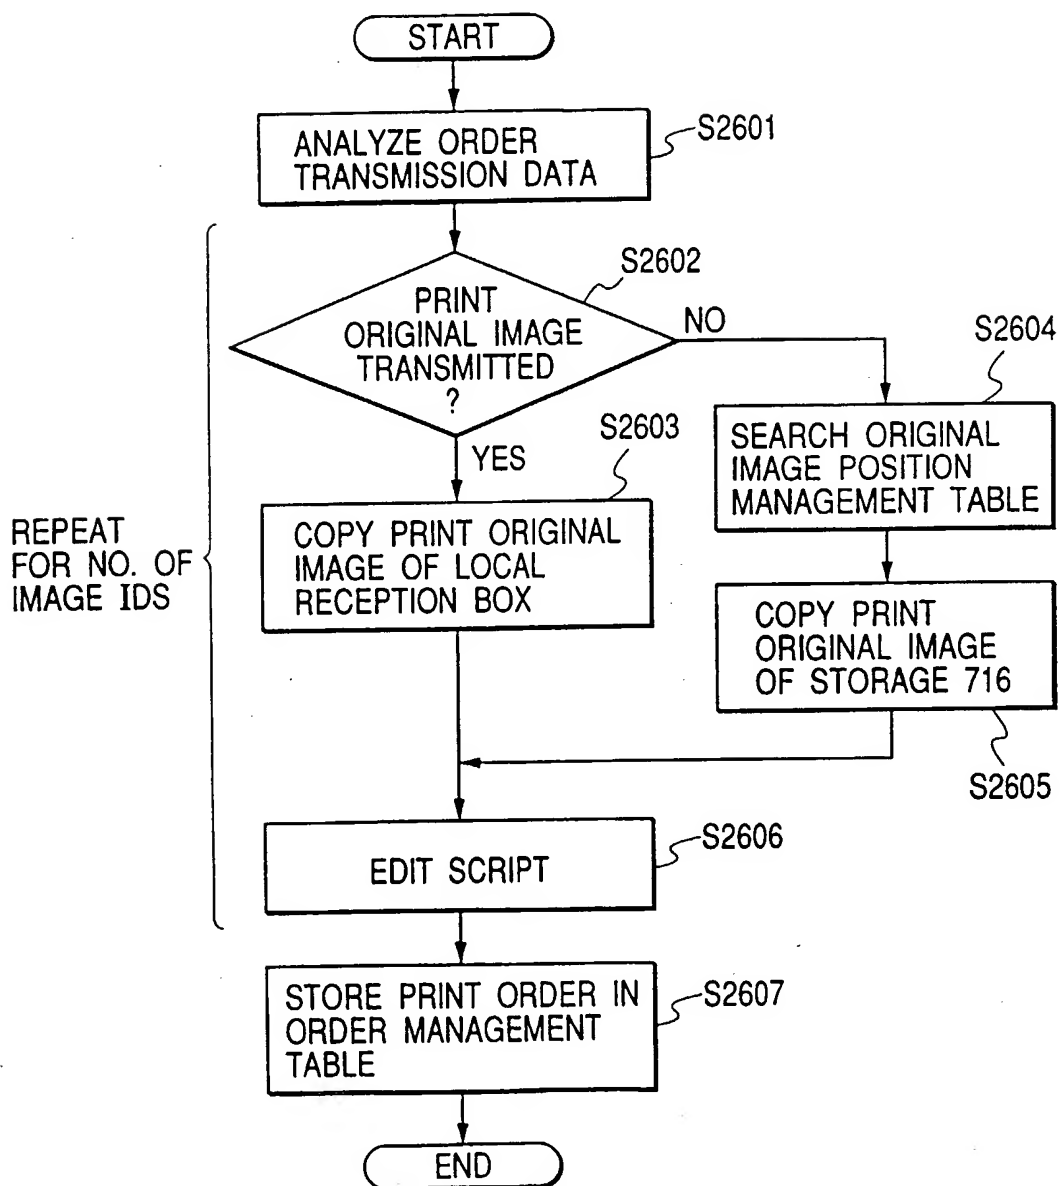 START
ANALYZE ORDER
TRANSMISSION DATA
S2601
S2602
PRINT
ORIGINAL IMAGE
TRANSMITTED
?
NO
YES
S2603
S2604
SEARCH ORIGINAL
IMAGE POSITION
MANAGEMENT TABLE
REPEAT
FOR NO. OF
IMAGE IDS
COPY PRINT ORIGINAL
IMAGE OF LOCAL
RECEPTION BOX
COPY PRINT
ORIGINAL IMAGE
OF STORAGE 716
S2605
EDIT SCRIPT
S2606
STORE PRINT ORDER IN
ORDER MANAGEMENT
TABLE
S2607
END